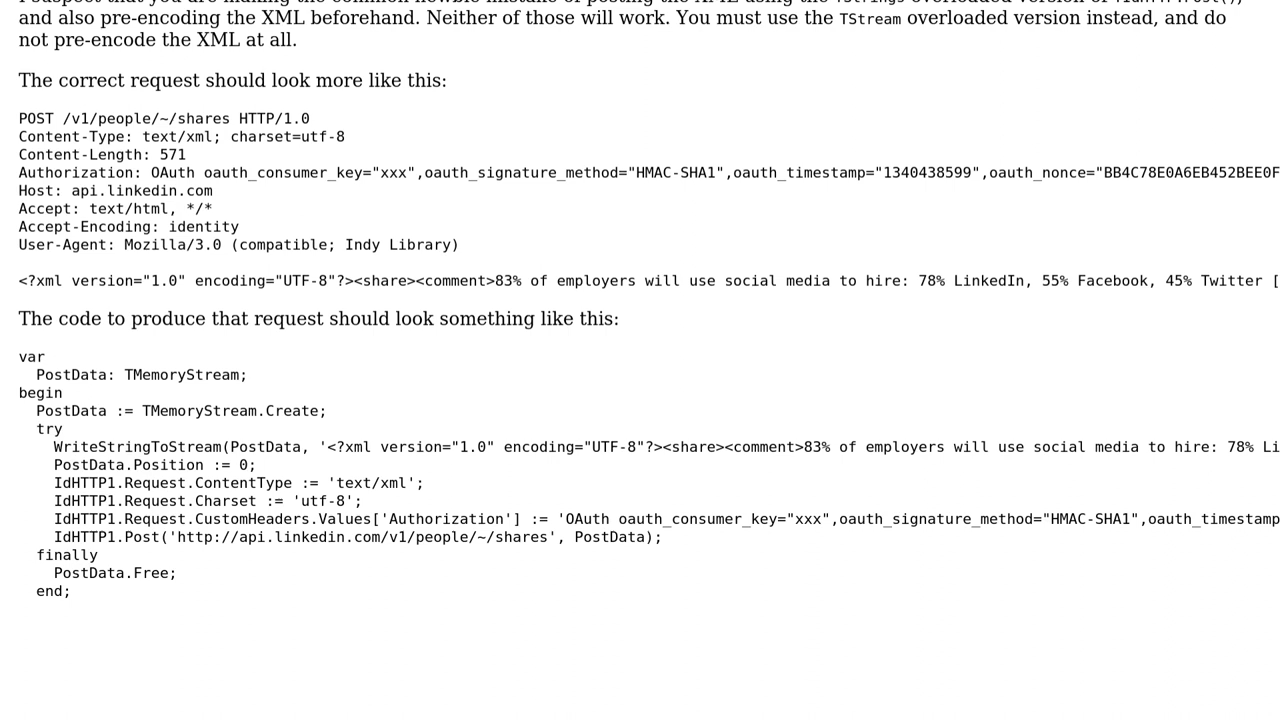 and also pre-encoding the XML beforehand. Neither of those will work. You must use the TStream overloaded version instead, and do
not pre-encode the XML at all.
The correct request should look more like this:
POST /v1/people/~/shares HTTP/1.0
Content-Type: text/xml; charset=utf-8
Content-Length: 571
Authorization: OAuth oauth_consumer_key="xxx",oauth_signature_method="HMAC-SHA1",oauth_timestamp="1340438599",oauth_nonce="BB4C78E0A6EB452BEE0F
Host: api.linkedin.com
Accept: text/html, */*
Accept-Encoding: identity
User-Agent: Mozilla/3.0 (compatible; Indy Library)
<?xml version="1.0" encoding="UTF-8"?><share><comment>83% of employers will use social media to hire: 78% LinkedIn, 55% Facebook, 45% Twitter [
The code to produce that request should look something like this:
var
  PostData: TMemoryStream;
begin
  PostData := TMemoryStream.Create;
  try
    WriteStringToStream(PostData, '<?xml version="1.0" encoding="UTF-8"?><share><comment>83% of employers will use social media to hire: 78% Li
    PostData.Position := 0;
    IdHTTP1.Request.ContentType := 'text/xml';
    IdHTTP1.Request.Charset := 'utf-8';
    IdHTTP1.Request.CustomHeaders.Values['Authorization'] := 'OAuth oauth_consumer_key="xxx",oauth_signature_method="HMAC-SHA1",oauth_timestamp
    IdHTTP1.Post('http://api.linkedin.com/v1/people/~/shares', PostData);
  finally
    PostData.Free;
  end;